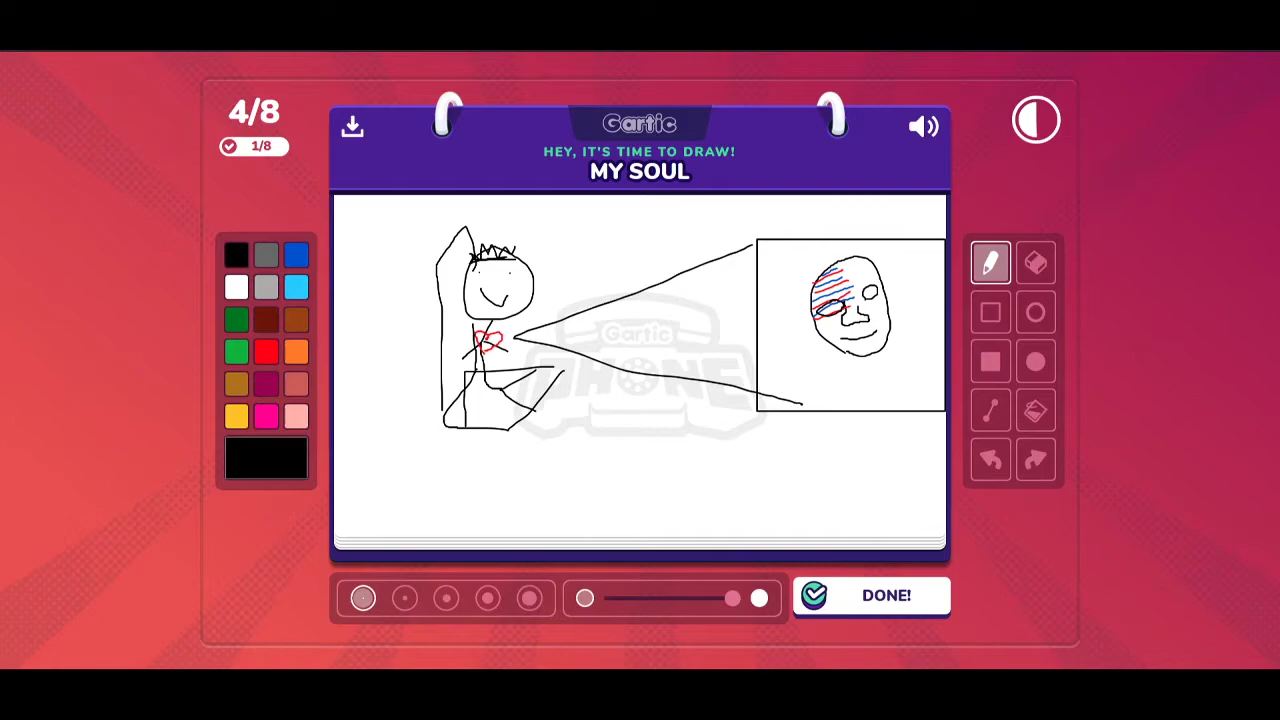 4/8
1/8
Gartic
HEY, IT'S TIME TO DRAW!
MY SOUL
Gartic
PHONE
DONE!